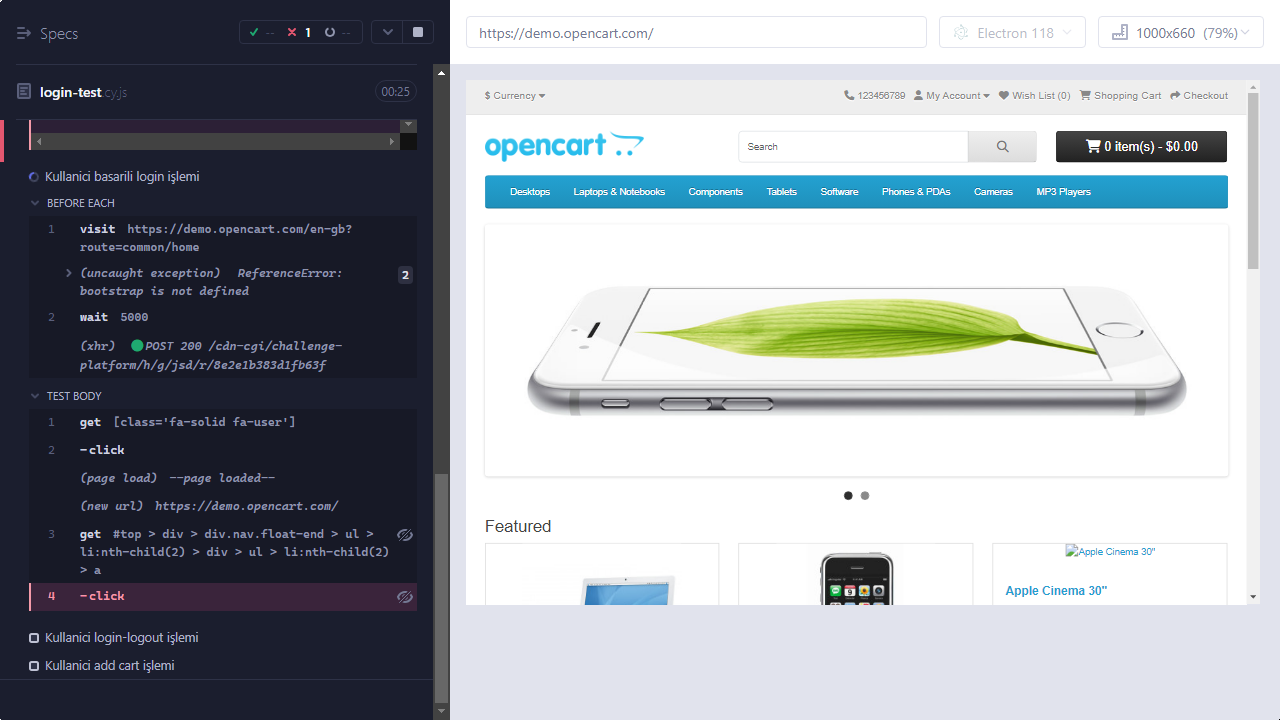 Specs
-- 1 --
login-test.cy.js 00:25
Kullanici basarili login işlemi
BEFORE EACH
1 visit https://demo.opencart.com/en-gb?
route=common/home
(uncaught exception) ReferenceError: 2
bootstrap is not defined
2 wait 5000
(xhr) POST 200 /cdn-cgi/challenge-
platform/h/g/jsd/r/8e2e1b383d1fb63f
TEST BODY
1 get [class='fa-solid fa-user']
2 -click
(page load) --page loaded--
(new url) https://demo.opencart.com/
3 get #top > div > div.nav.float-end > ul >
li:nth-child(2) > div > ul > li:nth-child(2)
> a
4 -click
Kullanici login-logout işlemi
Kullanici add cart işlemi
https://demo.opencart.com/
Electron 118
1000x660 (79%)
$ Currency 123456789 My Account Wish List (0) Shopping Cart Checkout
opencart Search 0 item(s) - $0.00
Desktops Laptops & Notebooks Components Tablets Software Phones & PDAs Cameras MP3 Players
Featured
Apple Cinema 30"
Apple Cinema 30"